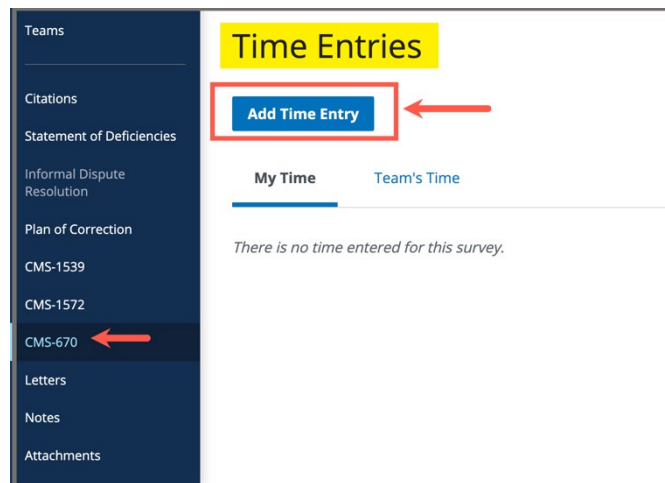 Teams
Citations
Statement of Deficiencies
Informal Dispute
Resolution
Plan of Correction
CMS-1539
CMS-1572
CMS-670
Letters
Notes
Attachments
Time Entries
Add Time Entry
My Time
Team's Time
There is no time entered for this survey.